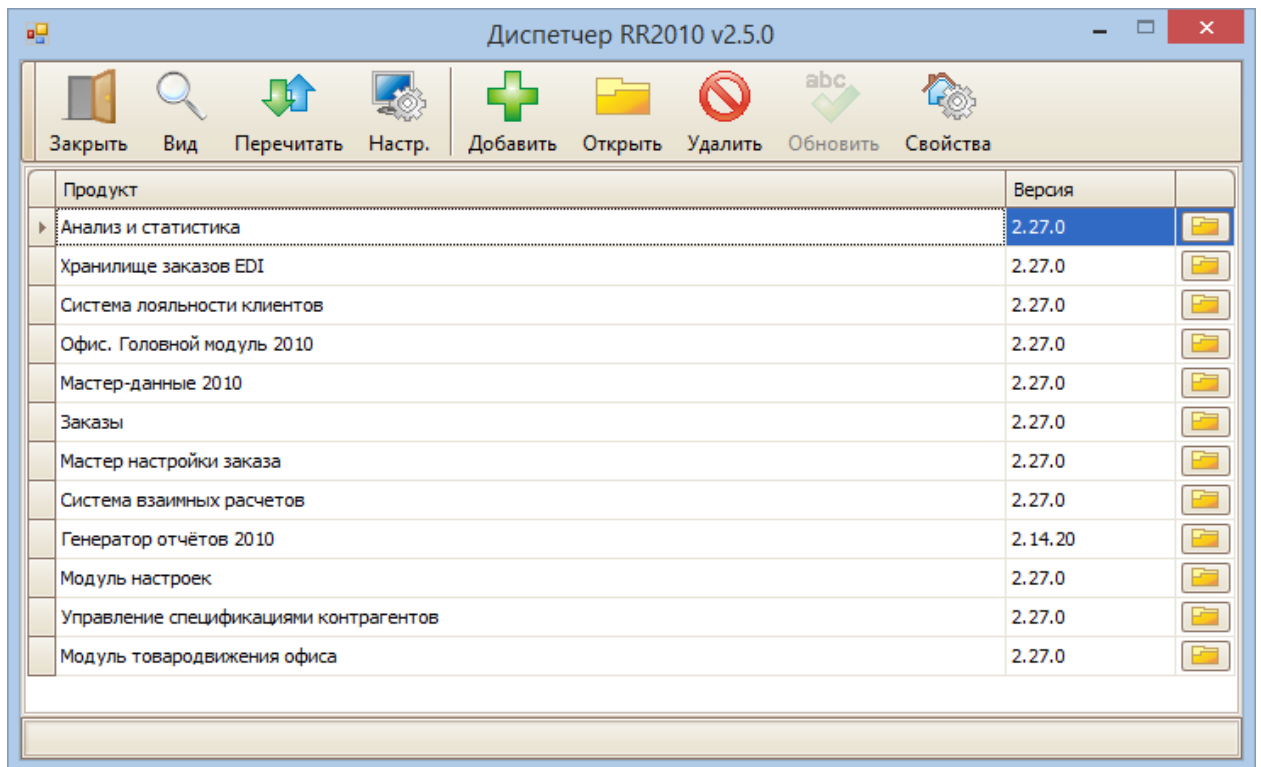 Диспетчер RR2010 v2.5.0
abc
Закрыть Вид Перечитать Настр. Добавить Открыть Удалить Обновить Свойства
Продукт Версия
Анализ и статистика 2.27.0
Хранилище заказов EDI 2.27.0
Система лояльности клиентов 2.27.0
Офис. Головной модуль 2010 2.27.0
Мастер-данные 2010 2.27.0
Заказы 2.27.0
Мастер настройки заказа 2.27.0
Система взаимных расчетов 2.27.0
Генератор отчётов 2010 2.14.20
Модуль настроек 2.27.0
Управление спецификациями контрагентов 2.27.0
Модуль товародвижения офиса 2.27.0